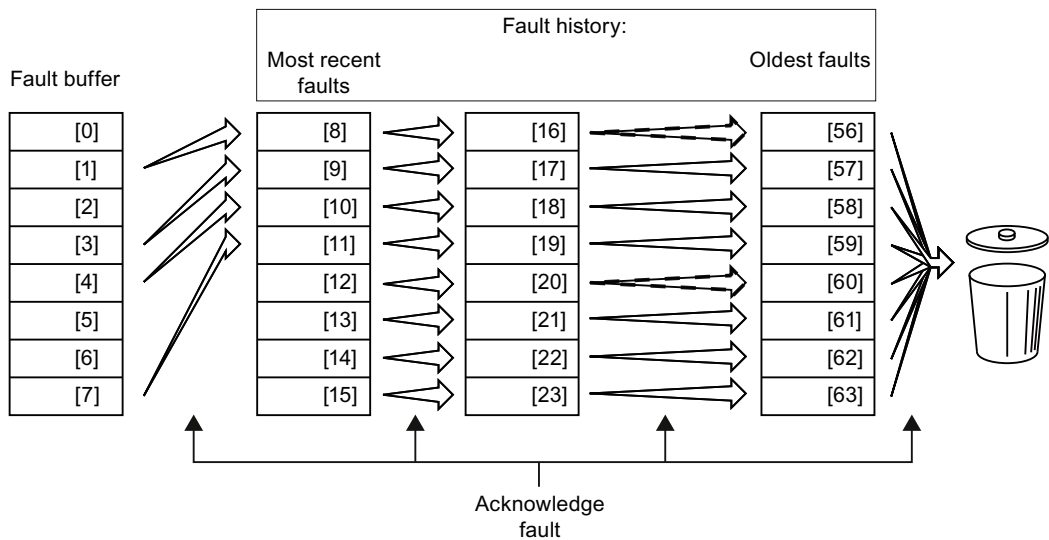 Fault history:
Most recent
faults
Oldest faults
Fault buffer
[0] [8] [16] [56]
[1] [9] [17] [57]
[2] [10] [18] [58]
[3] [11] [19] [59]
[4] [12] [20] [60]
[5] [13] [21] [61]
[6] [14] [22] [62]
[7] [15] [23] [63]
Acknowledge
fault